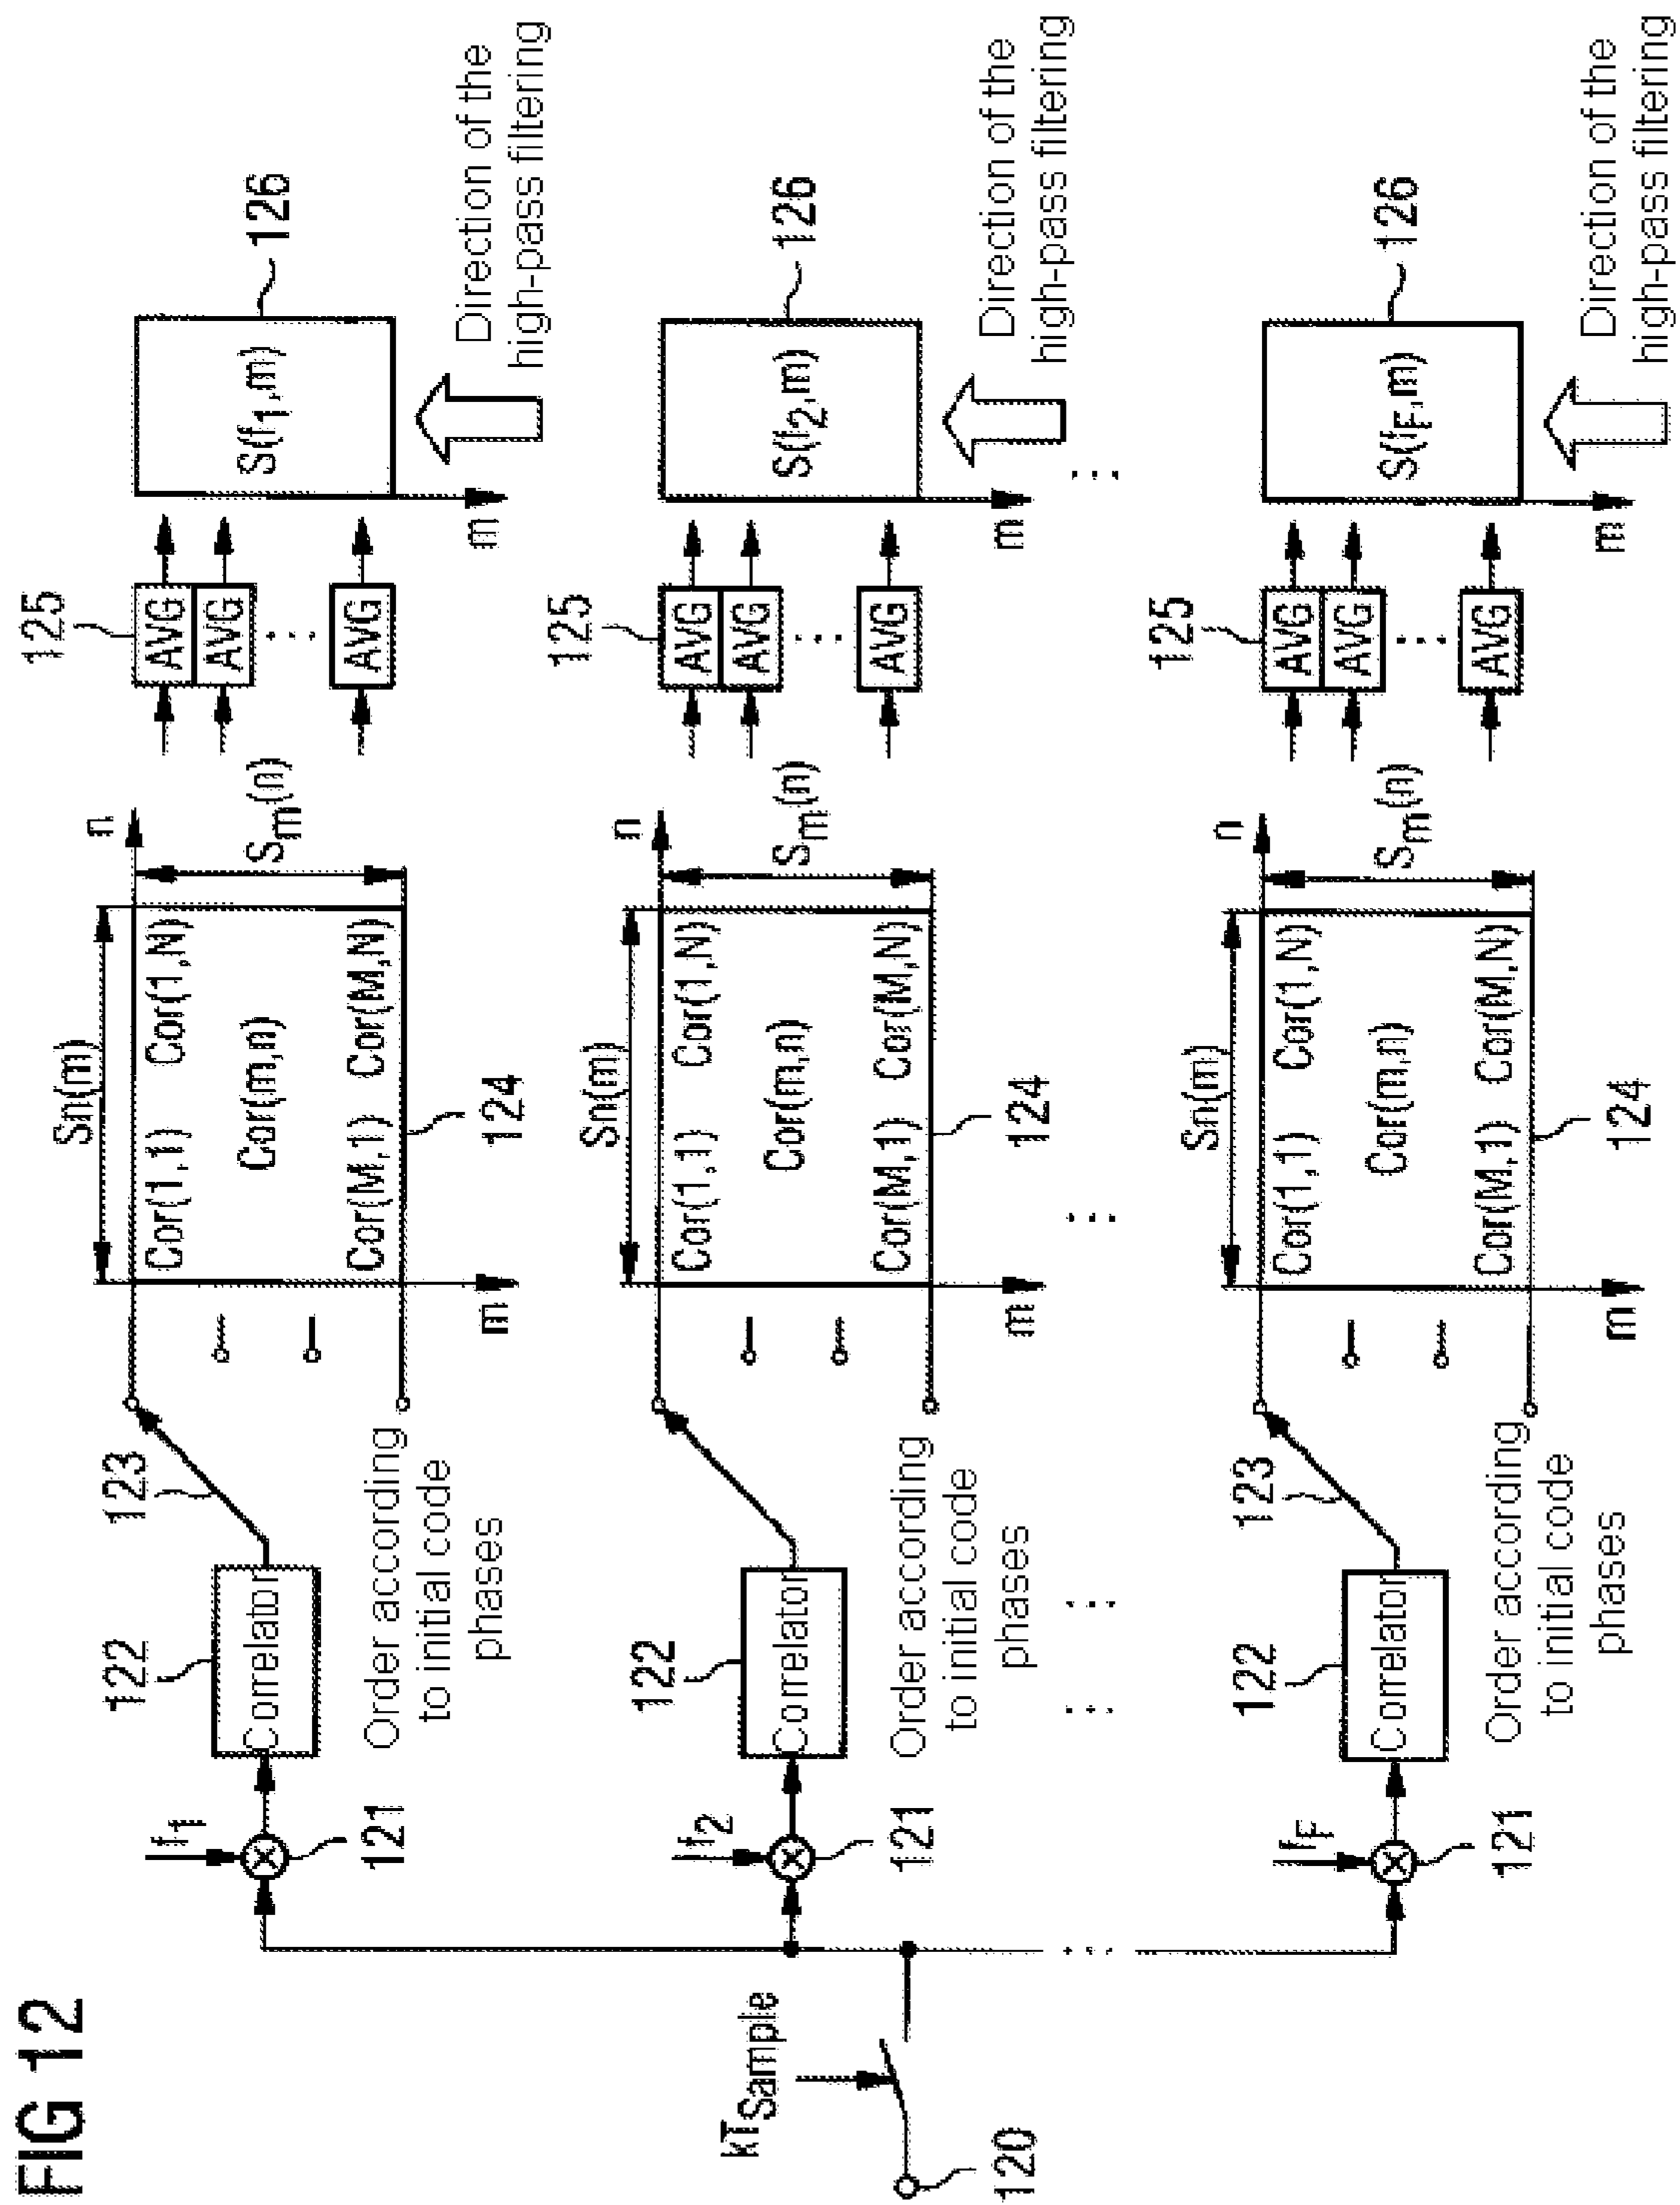 FIG 12
kT_Sample
120
f_1
121
122
Correlator
123
Order according
to initial code
phases
Sn(m)
n
Cor(1,1) Cor(1,N)
Cor(m,n)
Cor(M,1) Cor(M,N)
m
124
S_m(n)
125
AVG
AVG
⋮
AVG
S(f_1,m)
m
126
Direction of the
high-pass filtering
f_2
121
122
Correlator
Order according
to initial code
phases
Sn(m)
n
Cor(1,1) Cor(1,N)
Cor(m,n)
Cor(M,1) Cor(M,N)
m
124
S_m(n)
125
AVG
AVG
⋮
AVG
S(f_2,m)
m
126
Direction of the
high-pass filtering
f_F
121
122
Correlator
123
Order according
to initial code
phases
Sn(m)
n
Cor(1,1) Cor(1,N)
Cor(m,n)
Cor(M,1) Cor(M,N)
m
124
S_m(n)
125
AVG
AVG
⋮
AVG
S(f_F,m)
m
126
Direction of the
high-pass filtering